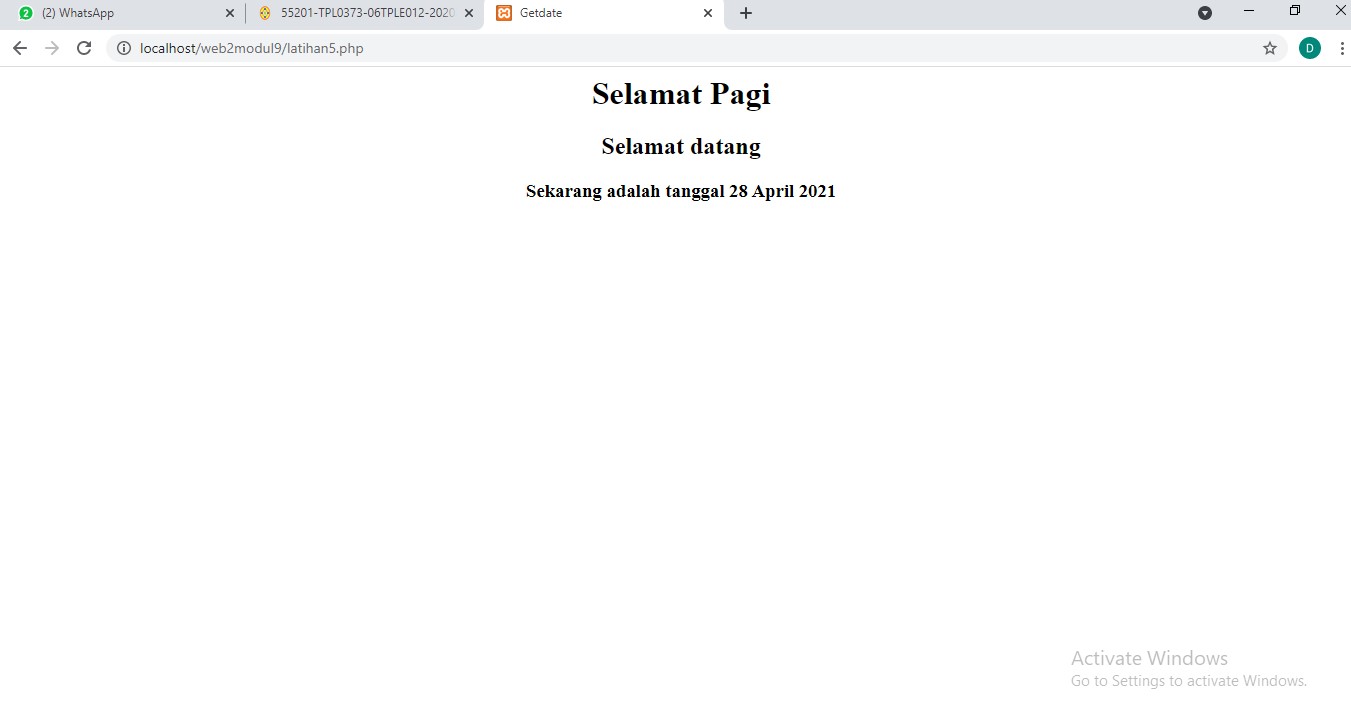 2 (2) WhatsApp
55201-TPL0373-06TPLE012-2020
Getdate
localhost/web2modul9/latihan5.php
D
Selamat Pagi
Selamat datang
Sekarang adalah tanggal 28 April 2021
Activate Windows
Go to Settings to activate Windows.